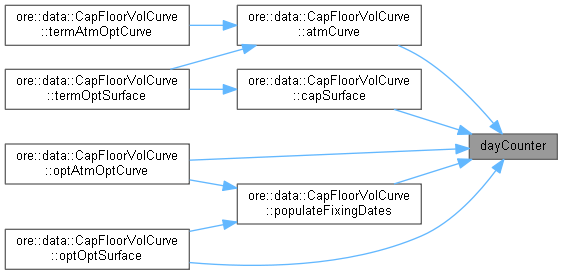 ore::data::CapFloorVolCurve
::termAtmOptCurve
ore::data::CapFloorVolCurve
::atmCurve
ore::data::CapFloorVolCurve
::termOptSurface
ore::data::CapFloorVolCurve
::capSurface
dayCounter
ore::data::CapFloorVolCurve
::optAtmOptCurve
ore::data::CapFloorVolCurve
::populateFixingDates
ore::data::CapFloorVolCurve
::optOptSurface